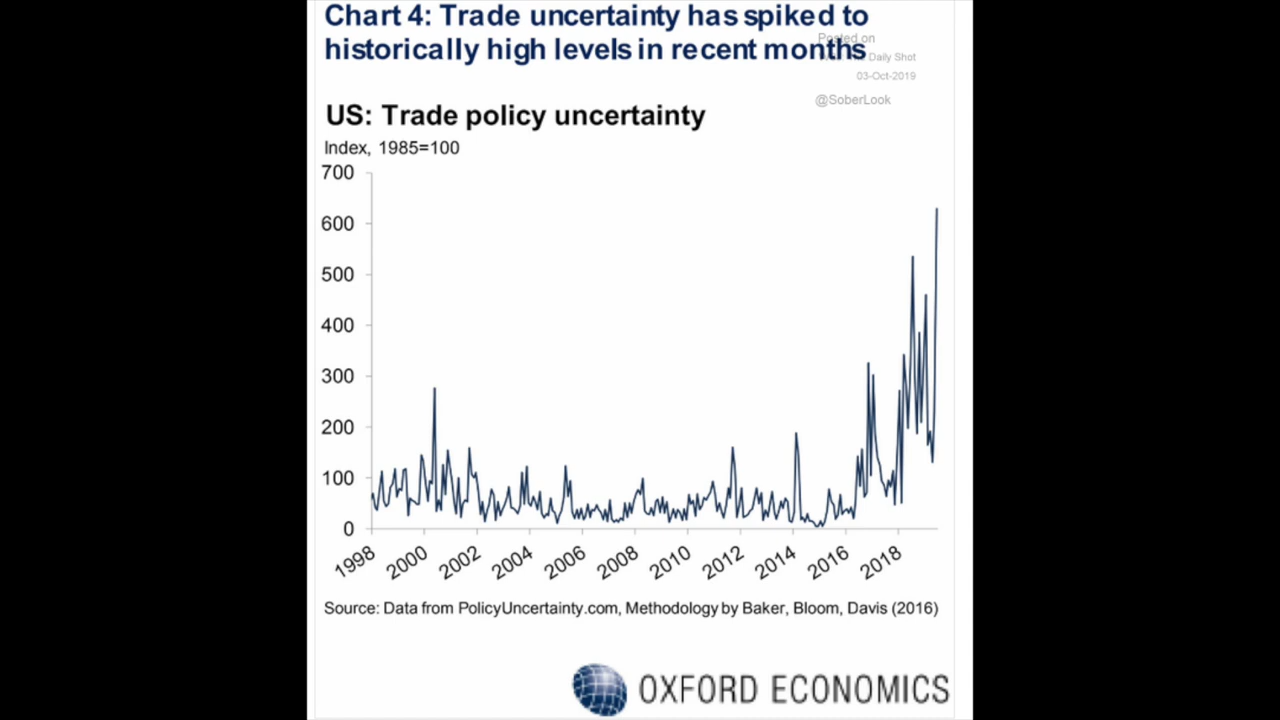 Chart 4: Trade uncertainty has spiked to
historically high levels in recent months
Posted on
Daily Shot
03-Oct-2019
@SoberLook
US: Trade policy uncertainty
Index, 1985=100
700
600
500
400
300
200
100
0
1998 2000 2002 2004 2006 2008 2010 2012 2014 2016 2018
Source: Data from PolicyUncertainty.com, Methodology by Baker, Bloom, Davis (2016)
OXFORD ECONOMICS